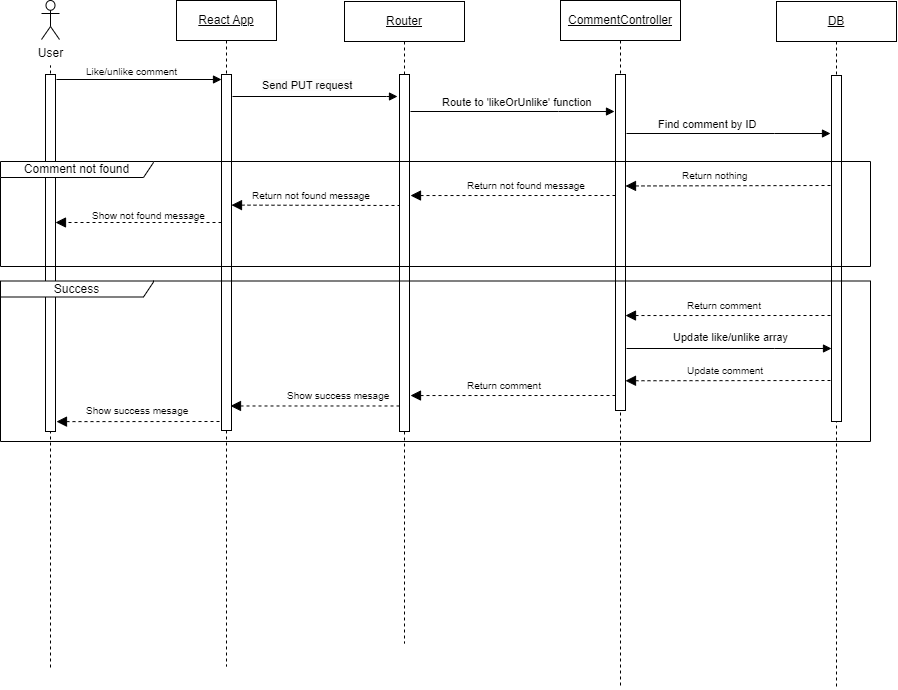 React App
Router
CommentController
DB
User
Like/unlike comment
Send PUT request
Route to 'likeOrUnlike' function
Find comment by ID
Comment not found
Return nothing
Return not found message
Return not found message
Show not found message
Success
Return comment
Update like/unlike array
Update comment
Return comment
Show success mesage
Show success mesage